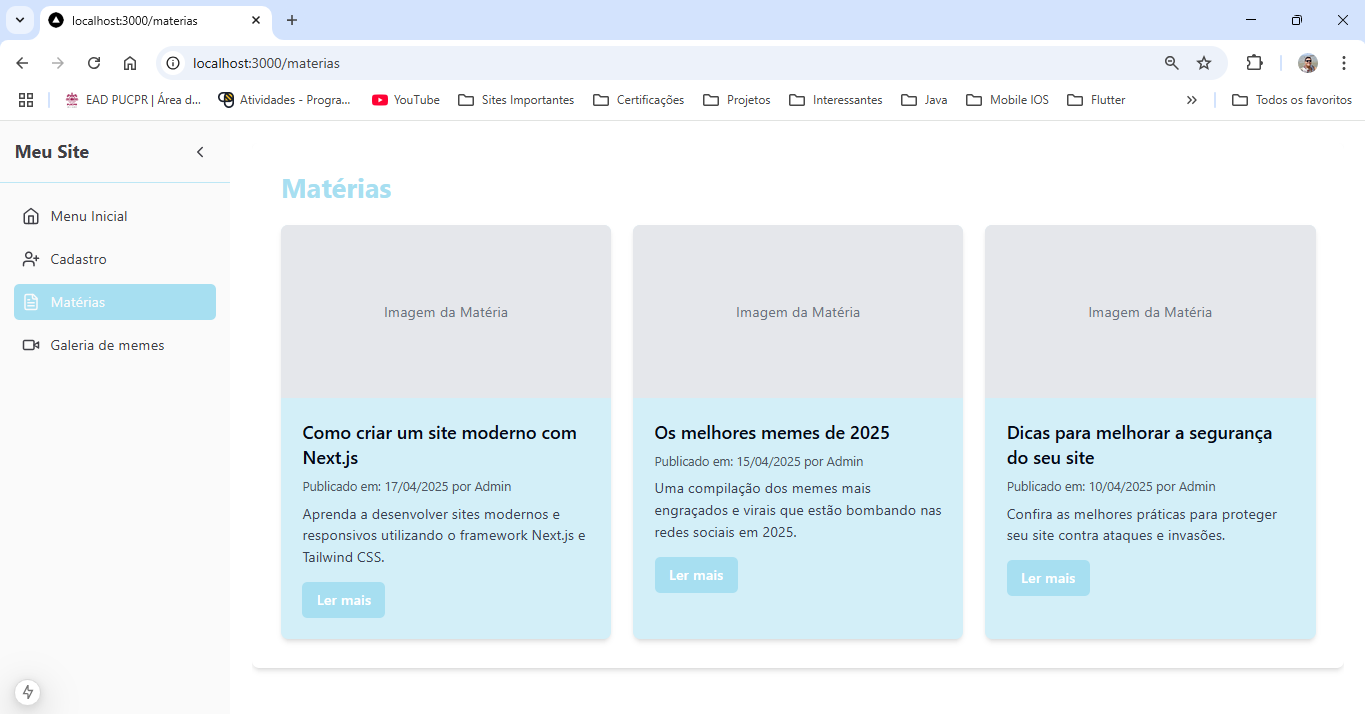 localhost:3000/materias
localhost:3000/materias
EAD PUCPR | Área d...
Atividades - Progra...
YouTube
Sites Importantes
Certificações
Projetos
Interessantes
Java
Mobile IOS
Flutter
Todos os favoritos
Meu Site
Menu Inicial
Cadastro
Matérias
Galeria de memes
Matérias
Imagem da Matéria
Como criar um site moderno com
Next.js
Publicado em: 17/04/2025 por Admin
Aprenda a desenvolver sites modernos e
responsivos utilizando o framework Next.js e
Tailwind CSS.
Ler mais
Imagem da Matéria
Os melhores memes de 2025
Publicado em: 15/04/2025 por Admin
Uma compilação dos memes mais
engraçados e virais que estão bombando nas
redes sociais em 2025.
Ler mais
Imagem da Matéria
Dicas para melhorar a segurança
do seu site
Publicado em: 10/04/2025 por Admin
Confira as melhores práticas para proteger
seu site contra ataques e invasões.
Ler mais